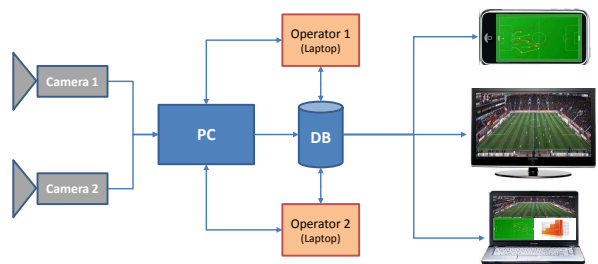 Camera 1
Camera 2
PC
Operator 1
(Laptop)
DB
Operator 2
(Laptop)